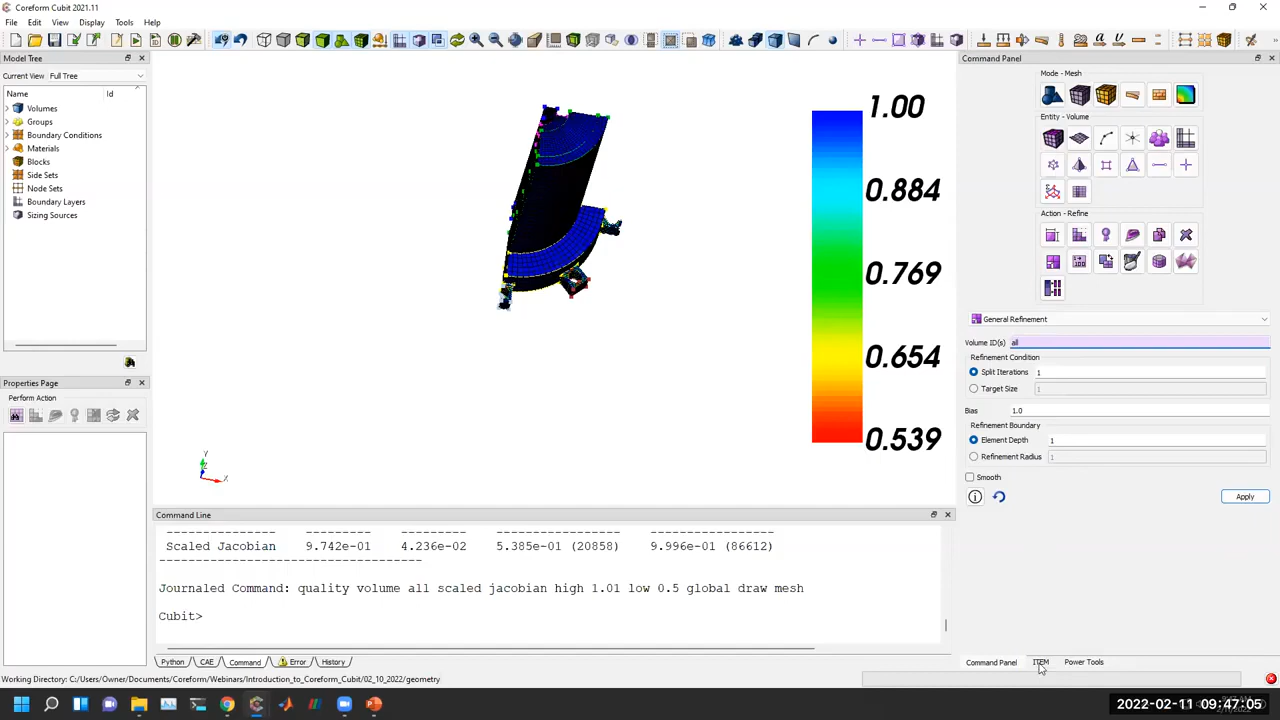 Coreform Cubit 2021.11
File Edit View Display Tools Help
Model Tree
Current View Full Tree
Name Id
Volumes
Groups
Boundary Conditions
Materials
Blocks
Side Sets
Node Sets
Boundary Layers
Sizing Sources
Properties Page
Perform Action
1.00
0.884
0.769
0.654
0.539
Command Line
Scaled Jacobian 9.742e-01 4.236e-02 5.385e-01 (20858) 9.996e-01 (86612)
Journaled Command: quality volume all scaled jacobian high 1.01 low 0.5 global draw mesh
Cubit>
Python CAE Command Error History
Command Panel
Mode - Mesh
Entity - Volume
Action - Refine
General Refinement
Volume ID(s) all
Refinement Condition
Split Iterations 1
Target Size 1
Bias 1.0
Refinement Boundary
Element Depth 1
Refinement Radius 1
Smooth
Apply
Command Panel ITEM Power Tools
Working Directory: C:/Users/Owner/Documents/Coreform/Webinars/Introduction_to_Coreform_Cubit/02_10_2022/geometry
2022-02-11 09:47:05